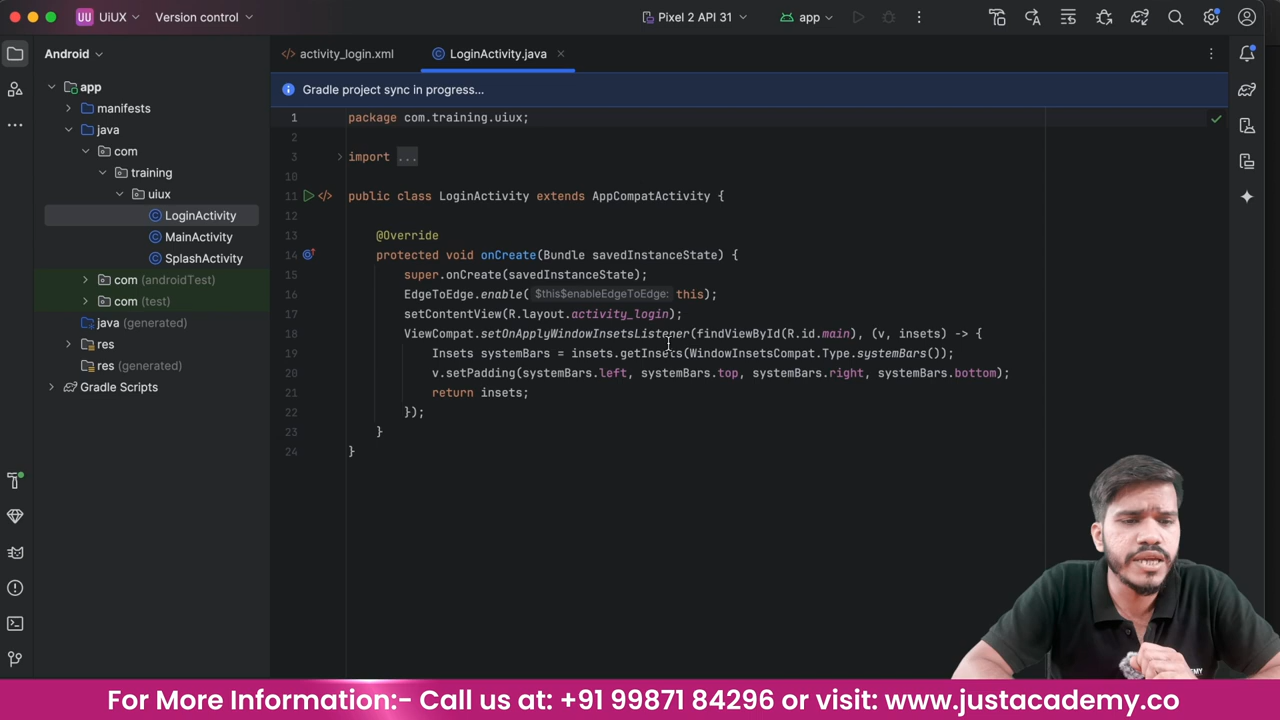 UU UiUX Version control Pixel 2 API 31 app
Android
activity_login.xml LoginActivity.java
Gradle project sync in progress...
app
manifests
java
com
training
uiux
LoginActivity
MainActivity
SplashActivity
com (androidTest)
com (test)
java (generated)
res
res (generated)
Gradle Scripts
1 package com.training.uiux;
2
3 import ...
10
11 public class LoginActivity extends AppCompatActivity {
12
13 @Override
14 protected void onCreate(Bundle savedInstanceState) {
15 super.onCreate(savedInstanceState);
16 EdgeToEdge.enable( $this$enableEdgeToEdge: this);
17 setContentView(R.layout.activity_login);
18 ViewCompat.setOnApplyWindowInsetsListener(findViewById(R.id.main), (v, insets) -> {
19 Insets systemBars = insets.getInsets(WindowInsetsCompat.Type.systemBars());
20 v.setPadding(systemBars.left, systemBars.top, systemBars.right, systemBars.bottom);
21 return insets;
22 });
23 }
24 }
For More Information:- Call us at: +91 99871 84296 or visit: www.justacademy.co